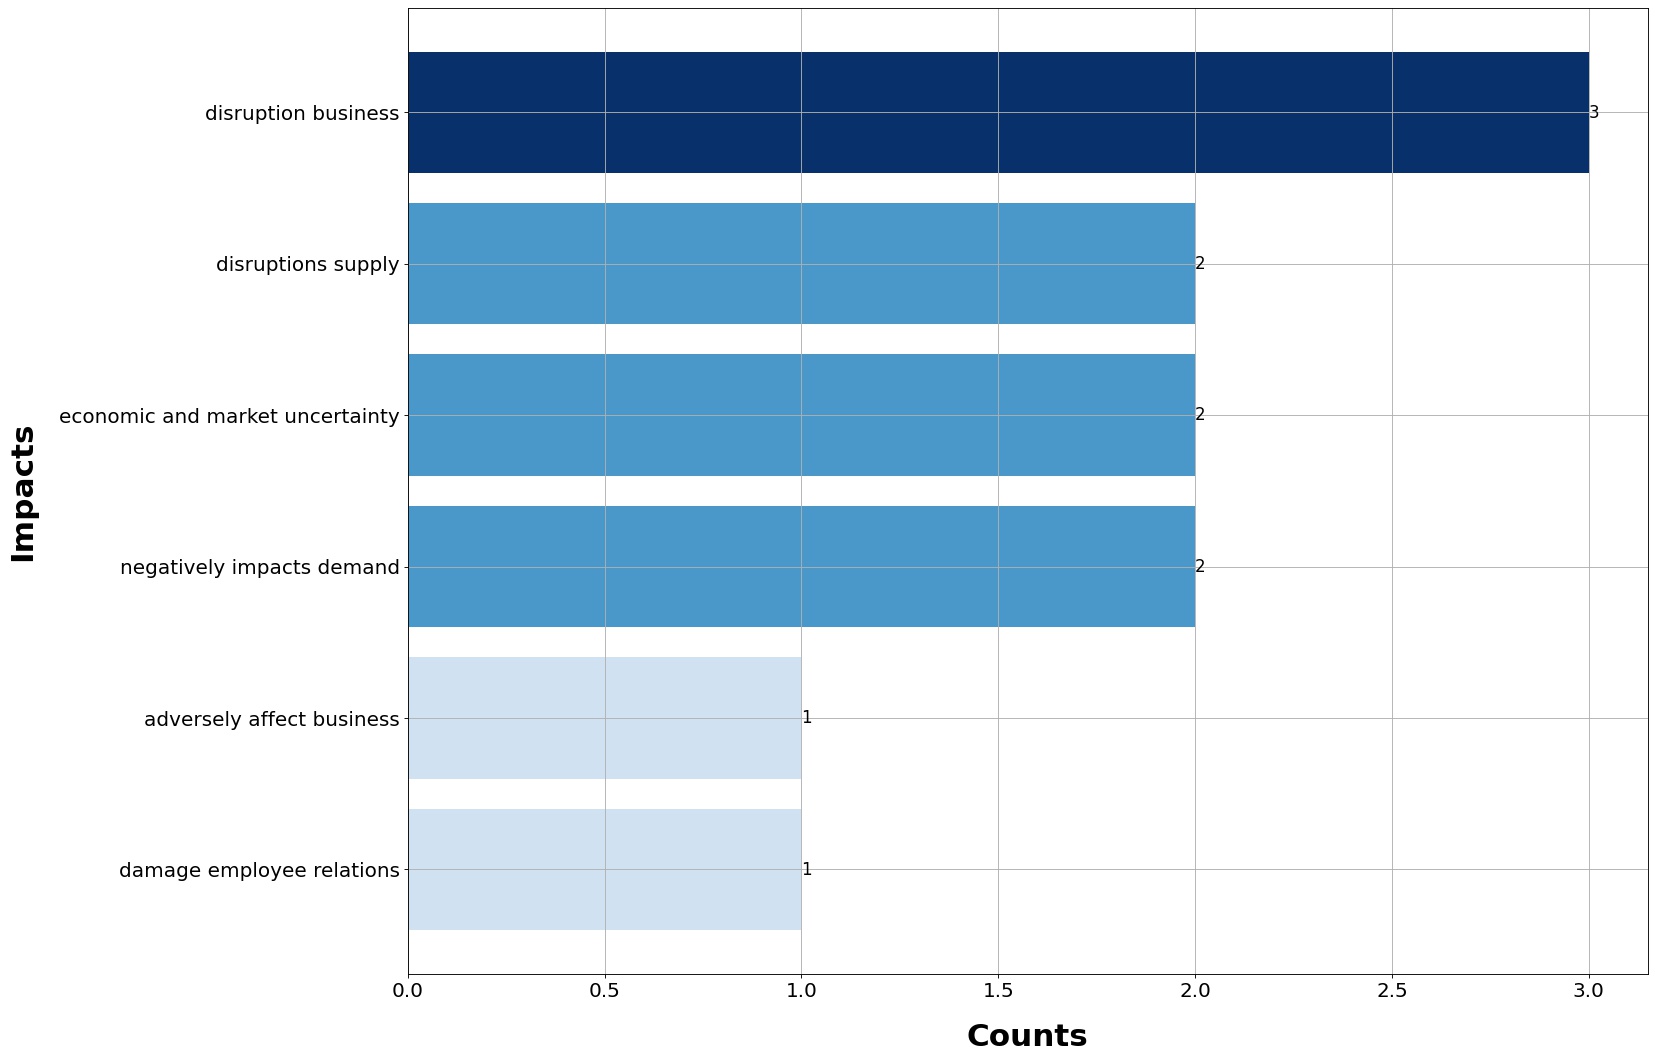 disruption business
3
disruptions supply
2
economic and market uncertainty
2
negatively impacts demand
2
adversely affect business
1
damage employee relations
1
Impacts
0.0 0.5 1.0 1.5 2.0 2.5 3.0
Counts